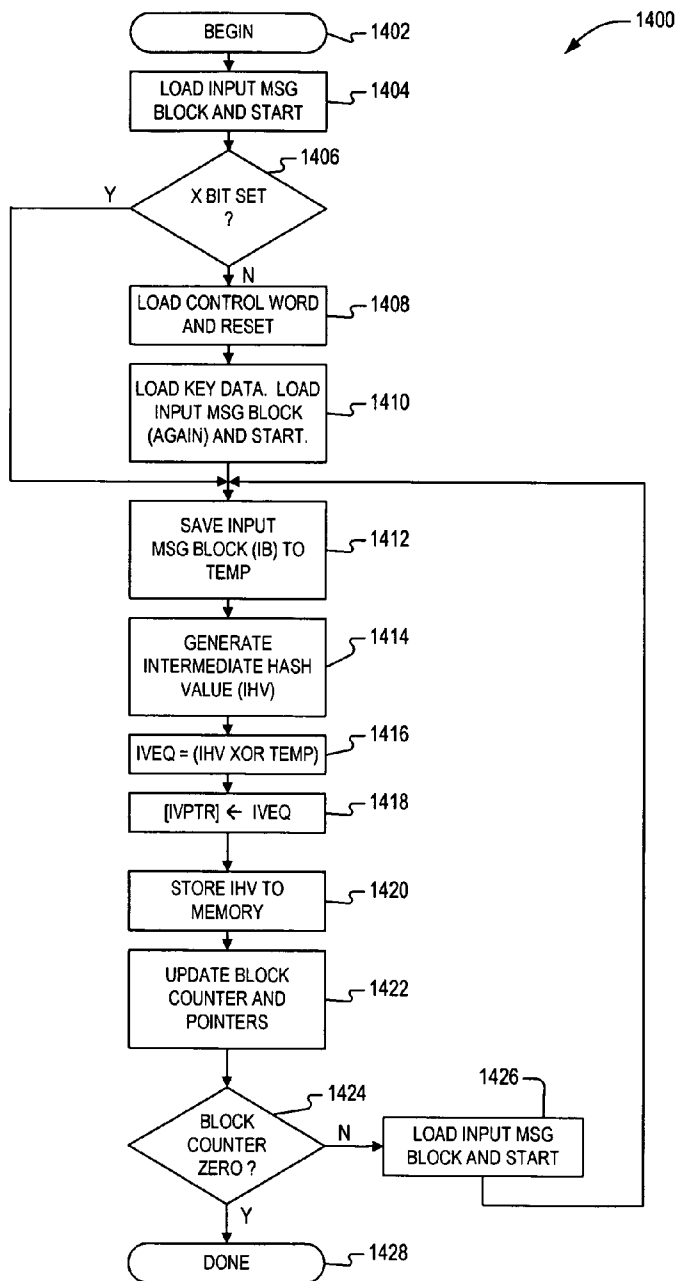 1400
BEGIN
1402
LOAD INPUT MSG
BLOCK AND START
1404
1406
X BIT SET
?
Y
N
LOAD CONTROL WORD
AND RESET
1408
LOAD KEY DATA. LOAD
INPUT MSG BLOCK
(AGAIN) AND START.
1410
SAVE INPUT
MSG BLOCK (IB) TO
TEMP
1412
GENERATE
INTERMEDIATE HASH
VALUE (IHV)
1414
IVEQ = (IHV XOR TEMP)
1416
[IVPTR] ← IVEQ
1418
STORE IHV TO
MEMORY
1420
UPDATE BLOCK
COUNTER AND
POINTERS
1422
1424
BLOCK
COUNTER
ZERO ?
N
Y
1426
LOAD INPUT MSG
BLOCK AND START
DONE
1428